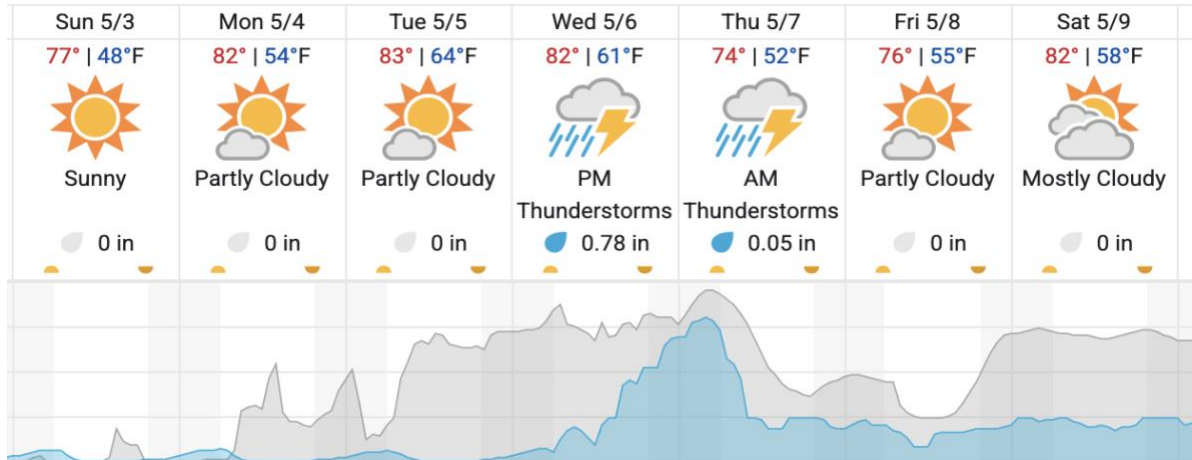 Sun 5/3 Mon 5/4 Tue 5/5 Wed 5/6 Thu 5/7 Fri 5/8 Sat 5/9
77° | 48°F 82° | 54°F 83° | 64°F 82° | 61°F 74° | 52°F 76° | 55°F 82° | 58°F
Sunny Partly Cloudy Partly Cloudy PM AM Partly Cloudy Mostly Cloudy
Thunderstorms Thunderstorms
0 in 0 in 0 in 0.78 in 0.05 in 0 in 0 in